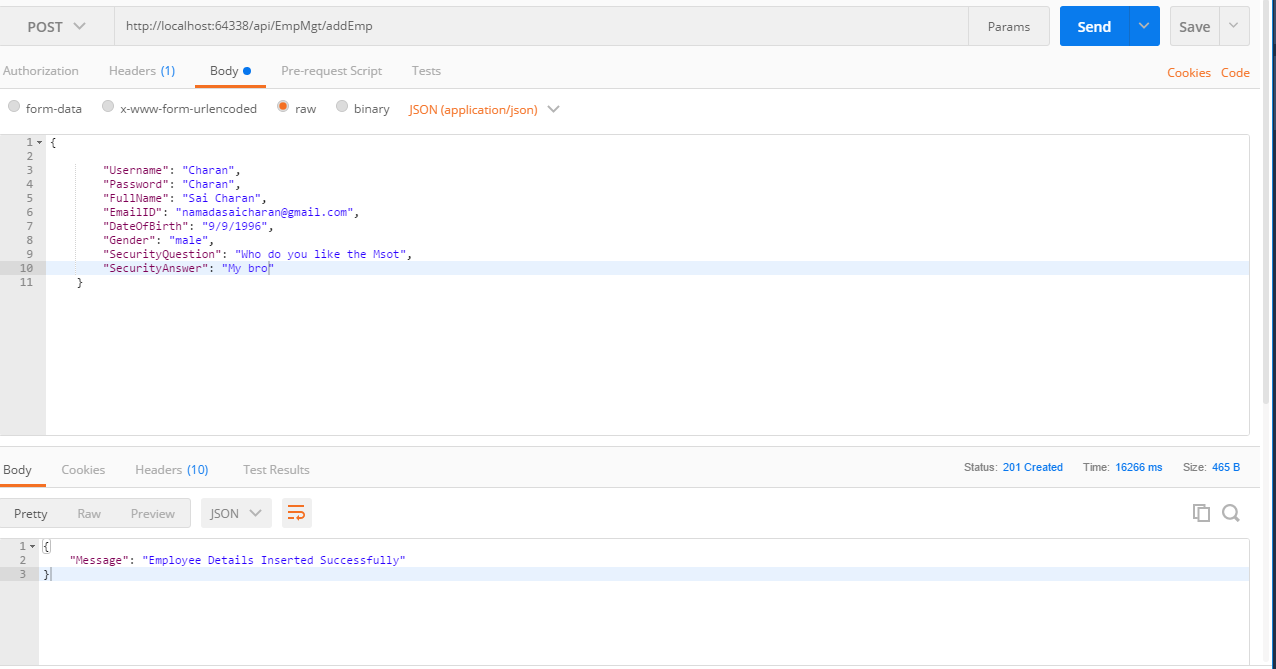 POST http://localhost:64338/api/EmpMgt/addEmp Params Send Save
Authorization Headers (1) Body Pre-request Script Tests Cookies Code
form-data x-www-form-urlencoded raw binary JSON (application/json)
1 {
2
3 "Username": "Charan",
4 "Password": "Charan",
5 "FullName": "Sai Charan",
6 "EmailID": "namadasaicharan@gmail.com",
7 "DateOfBirth": "9/9/1996",
8 "Gender": "male",
9 "SecurityQuestion": "Who do you like the Msot",
10 "SecurityAnswer": "My bro"
11 }
Body Cookies Headers (10) Test Results Status: 201 Created Time: 16266 ms Size: 465 B
Pretty Raw Preview JSON
1 {
2 "Message": "Employee Details Inserted Successfully"
3 }